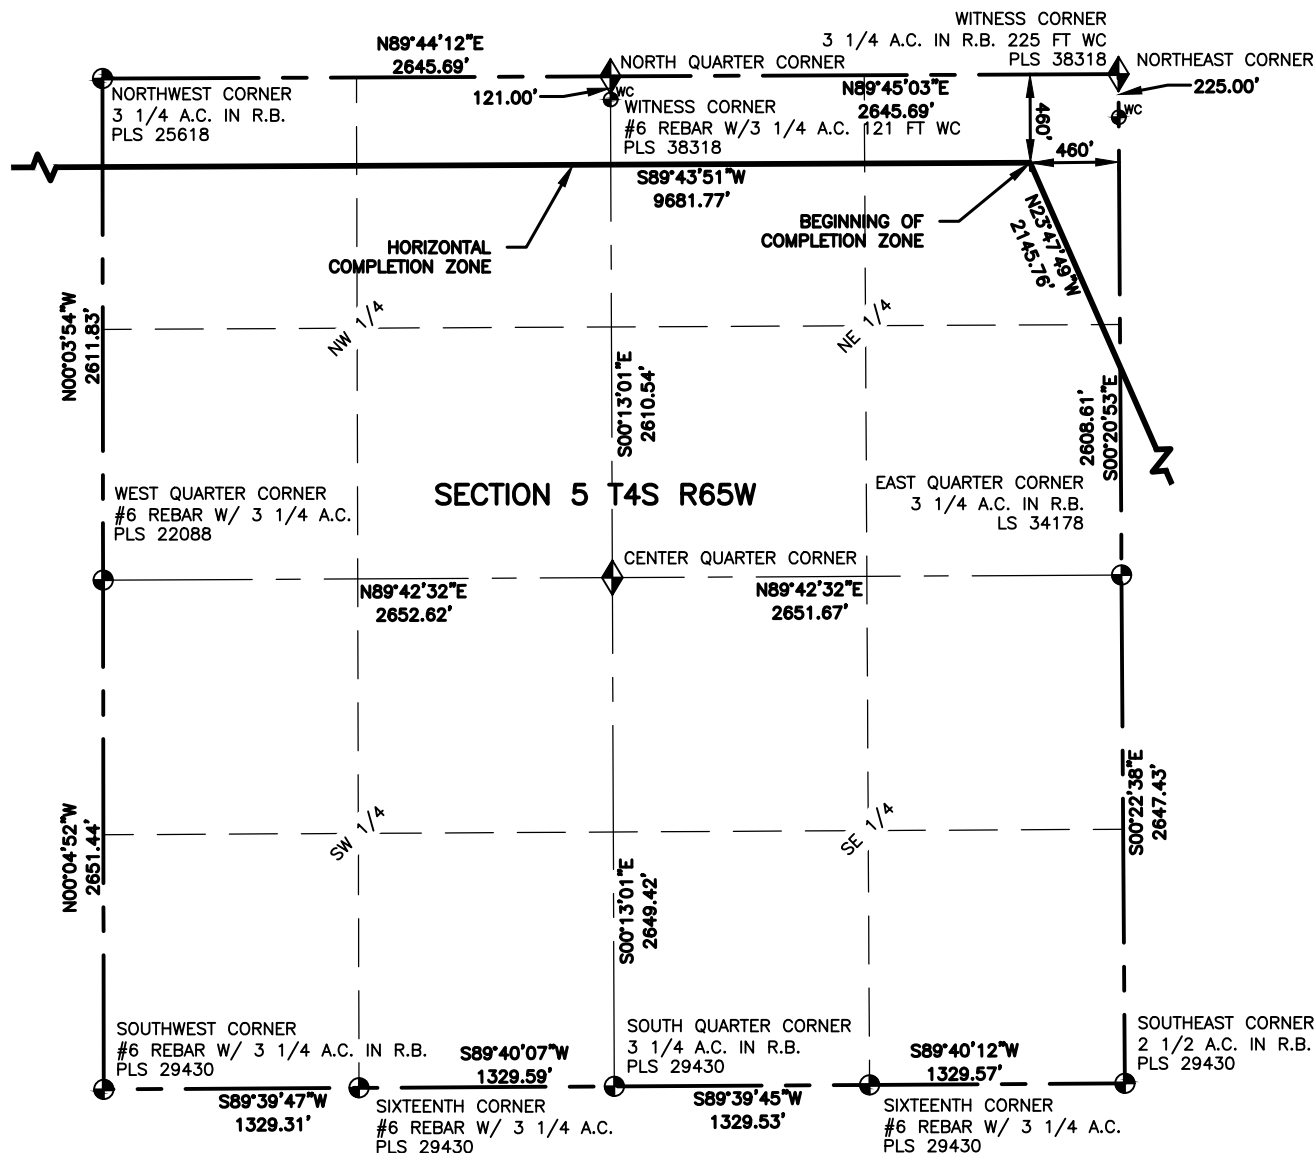 WITNESS CORNER
3 1/4 A.C. IN R.B. 225 FT WC
PLS 38318
N89°44'12"E
2645.69'
NORTH QUARTER CORNER
NORTHEAST CORNER
N89°45'03"E
2645.69'
225.00'
NORTHWEST CORNER
3 1/4 A.C. IN R.B.
PLS 25618
121.00'
WC
WITNESS CORNER
#6 REBAR W/3 1/4 A.C. 121 FT WC
PLS 38318
WC
460'
460'
S89°43'51"W
9681.77'
BEGINNING OF
COMPLETION ZONE
HORIZONTAL
COMPLETION ZONE
N23°47'49"W
2145.76'
N00°03'54"W
2611.83'
NW 1/4
NE 1/4
S00°13'01"E
2610.54'
2608.61'
S00°20'53"E
WEST QUARTER CORNER
#6 REBAR W/ 3 1/4 A.C.
PLS 22088
SECTION 5 T4S R65W
EAST QUARTER CORNER
3 1/4 A.C. IN R.B.
LS 34178
CENTER QUARTER CORNER
N89°42'32"E
2652.62'
N89°42'32"E
2651.67'
N00°04'52"W
2651.44'
SW 1/4
SE 1/4
S00°13'01"E
2649.42'
S00°22'38"E
2647.43'
SOUTHWEST CORNER
#6 REBAR W/ 3 1/4 A.C. IN R.B.
PLS 29430
S89°40'07"W
1329.59'
SOUTH QUARTER CORNER
3 1/4 A.C. IN R.B.
PLS 29430
S89°40'12"W
1329.57'
SOUTHEAST CORNER
2 1/2 A.C. IN R.B.
PLS 29430
S89°39'47"W
1329.31'
SIXTEENTH CORNER
#6 REBAR W/ 3 1/4 A.C.
PLS 29430
S89°39'45"W
1329.53'
SIXTEENTH CORNER
#6 REBAR W/ 3 1/4 A.C.
PLS 29430